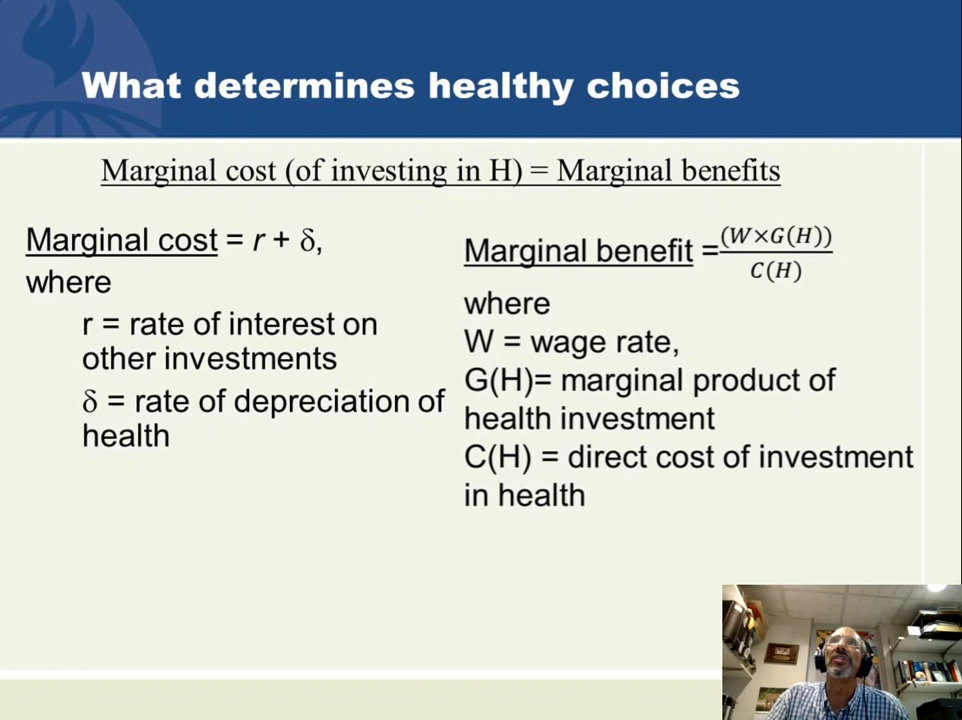 What determines healthy choices
Marginal cost (of investing in H) = Marginal benefits
Marginal cost = r + δ,
where
r = rate of interest on
other investments
δ = rate of depreciation of
health
Marginal benefit = (W×G(H))
C(H)
where
W = wage rate,
G(H)= marginal product of
health investment
C(H) = direct cost of investment
in health